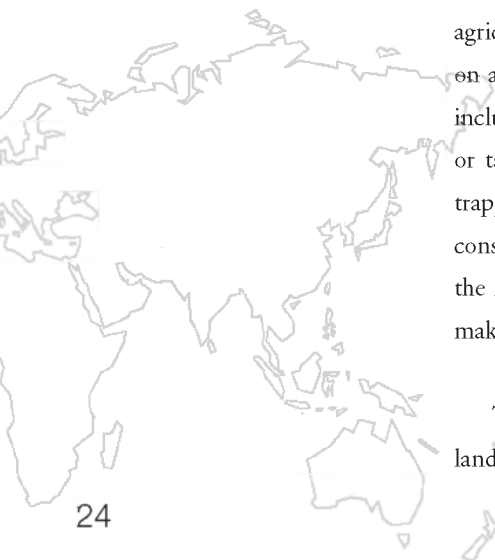 agric
on a
inclu
or ta
trap
cons
the
mak
land
24